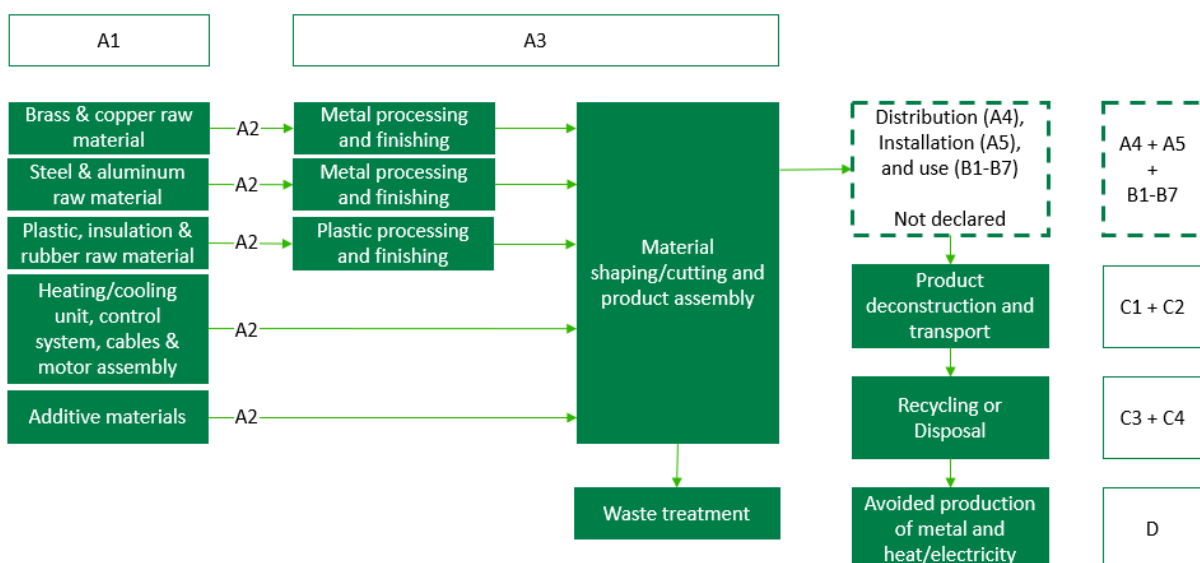 A1
A3
Brass & copper raw
material
A2
Metal processing
and finishing
Steel & aluminum
raw material
A2
Metal processing
and finishing
Plastic, insulation &
rubber raw material
A2
Plastic processing
and finishing
Heating/cooling
unit, control
system, cables &
motor assembly
A2
Additive materials
A2
Material
shaping/cutting and
product assembly
Waste treatment
Distribution (A4),
Installation (A5),
and use (B1-B7)
Not declared
A4 + A5
+
B1-B7
Product
deconstruction and
transport
C1 + C2
Recycling or
Disposal
C3 + C4
Avoided production
of metal and
heat/electricity
D